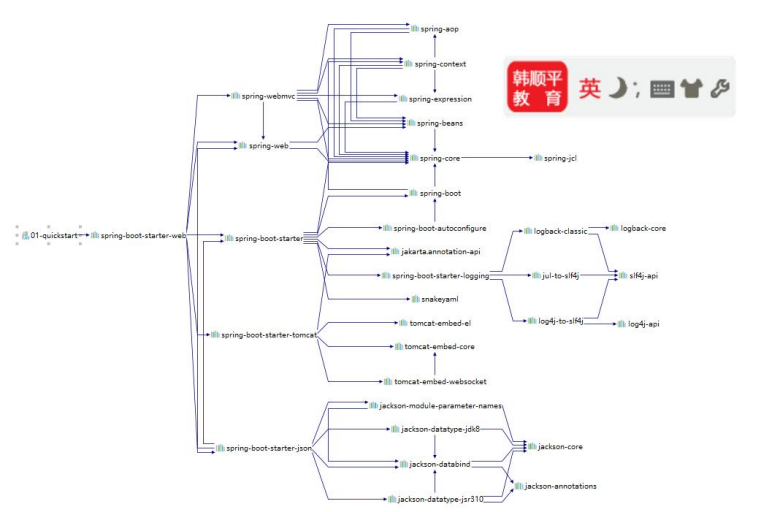 spring-aop
spring-context
spring-webmvc
spring-expression
spring-beans
spring-web
spring-core
spring-jcl
spring-boot
spring-boot-autoconfigure
logback-classic
logback-core
01-quickstart
spring-boot-starter-web
spring-boot-starter
jakarta.annotation-api
spring-boot-starter-logging
jul-to-slf4j
slf4j-api
snakeyaml
log4j-to-slf4j
log4j-api
tomcat-embed-el
spring-boot-starter-tomcat
tomcat-embed-core
tomcat-embed-websocket
jackson-module-parameter-names
jackson-datatype-jdk8
spring-boot-starter-json
jackson-core
jackson-databind
jackson-annotations
jackson-datatype-jsr310
韩顺平
教 育
英